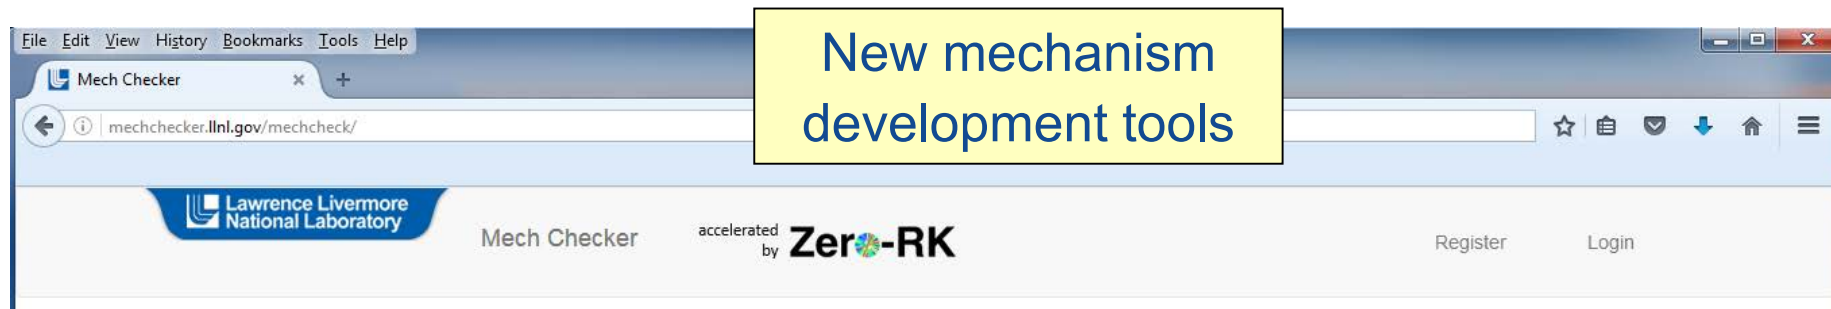 New mechanism
development tools
File Edit View History Bookmarks Tools Help
Mech Checker
mechchecker.llnl.gov/mechcheck/
Lawrence Livermore
National Laboratory
Mech Checker
accelerated
by Zero-RK
Register Login